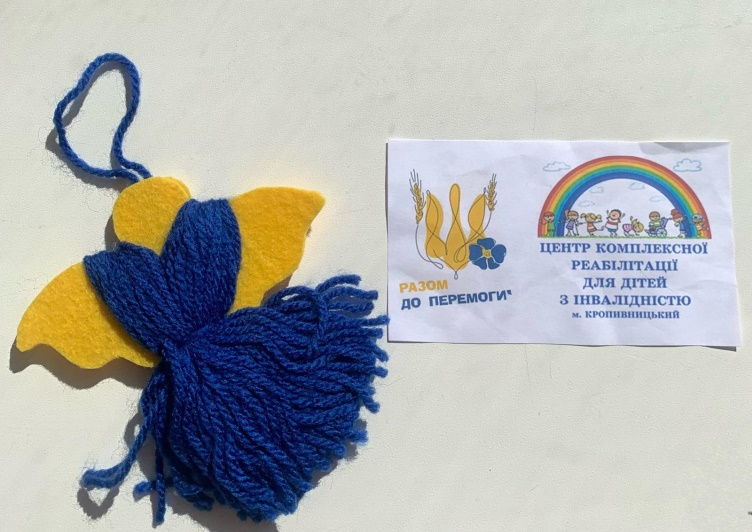 РАЗОМ
ДО ПЕРЕМОГИ
ЦЕНТР КОМПЛЕКСНОЇ
РЕАБІЛІТАЦІЇ
ДЛЯ ДІТЕЙ
З ІНВАЛІДНІСТЮ
м. КРОПИВНИЦЬКИЙ